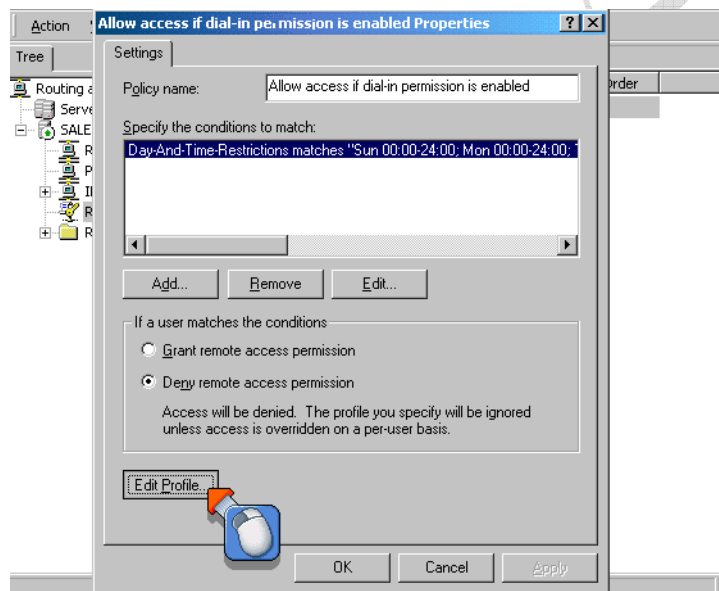 Action
Allow access if dial-in permission is enabled Properties
Tree
Settings
Order
Routing a
Serve
SALE
R
P
II
R
R
Policy name:
Allow access if dial-in permission is enabled
Specify the conditions to match:
Day-And-Time-Restrictions matches "Sun 00:00-24:00; Mon 00:00-24:00; T
Add...
Remove
Edit...
If a user matches the conditions
Grant remote access permission
Deny remote access permission
Access will be denied. The profile you specify will be ignored
unless access is overridden on a per-user basis.
Edit Profile...
OK
Cancel
Apply